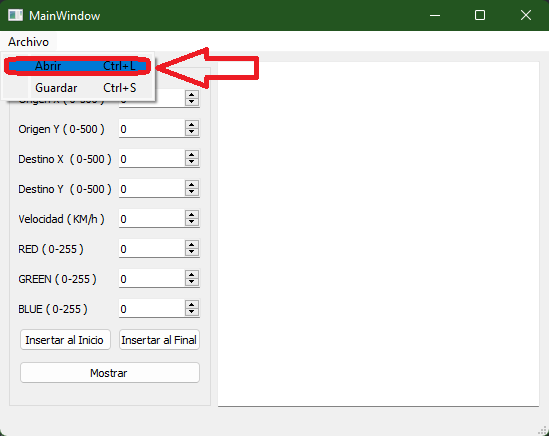 MainWindow
Archivo
Abrir Ctrl+L
Guardar Ctrl+S
Origen X ( 0-500 ) 0
Origen Y ( 0-500 ) 0
Destino X ( 0-500 ) 0
Destino Y ( 0-500 ) 0
Velocidad ( KM/h ) 0
RED ( 0-255 ) 0
GREEN ( 0-255 ) 0
BLUE ( 0-255 ) 0
Insertar al Inicio Insertar al Final
Mostrar